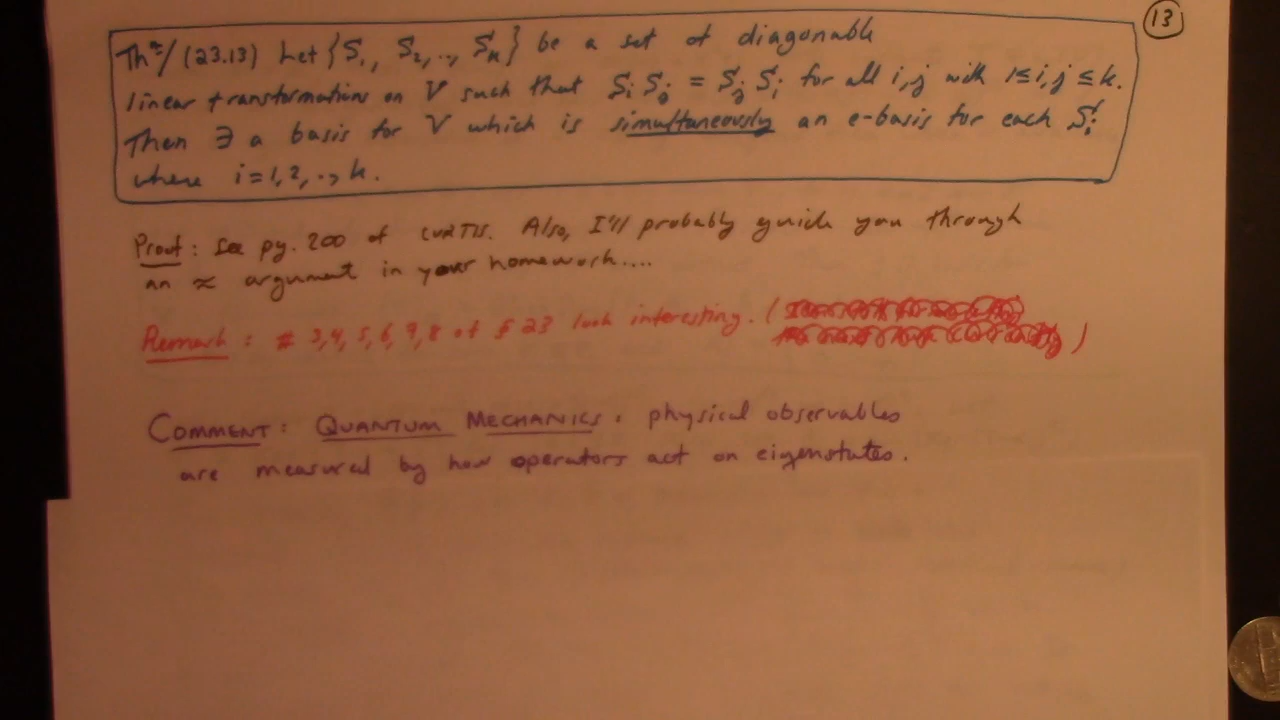 13
Thm/ (23.13) Let {S1, S2, .., Sk} be a set of diagonable
linear transformations on V such that SiSj = SjSi for all i,j with 1≤i,j ≤k.
Then ∃ a basis for V which is simultaneously an e-basis for each Si
where i=1,2, .., k.
Proof: See pg. 200 of CURTIS. Also, I'll probably guide you through
an ≈ argument in your homework....
Remark: # 3,4, 5, 6, 7, 8 of § 23 look interesting. ( )
COMMENT: QUANTUM MECHANICS: physical observables
are measured by how operators act on eigenstates.